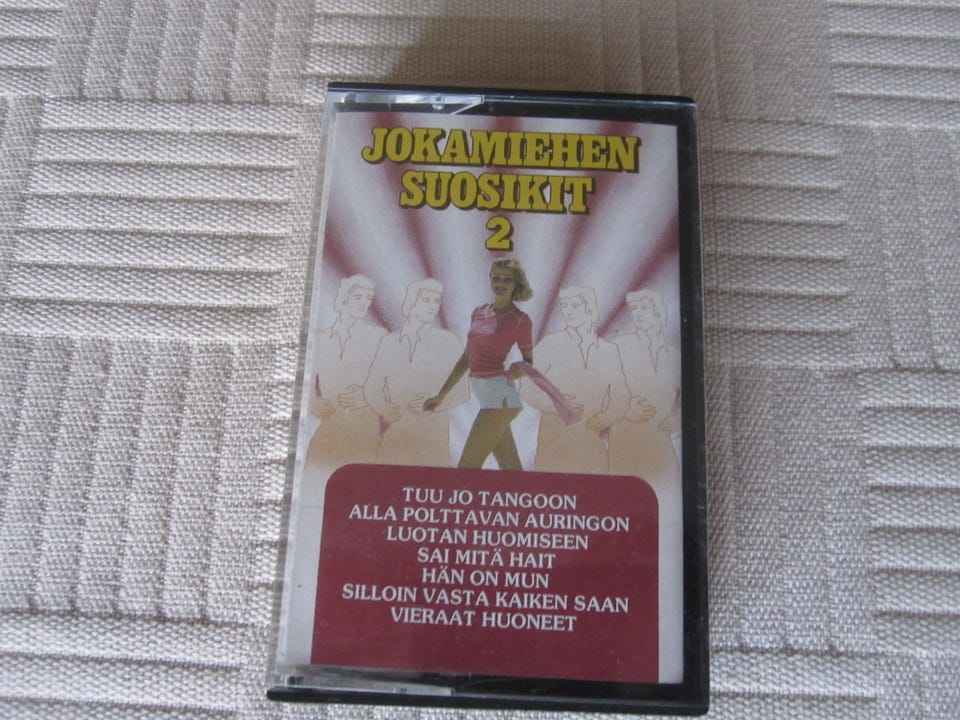 JOKAMIEHEN
SUOSIKIT
2
TUU JO TANGOON
ALLA POLTTAVAN AURINGON
LUOTAN HUOMISEEN
SAI MITÄ HAIT
HÄN ON MUN
SILLOIN VASTA KAIKEN SAAN
VIERAAT HUONEET